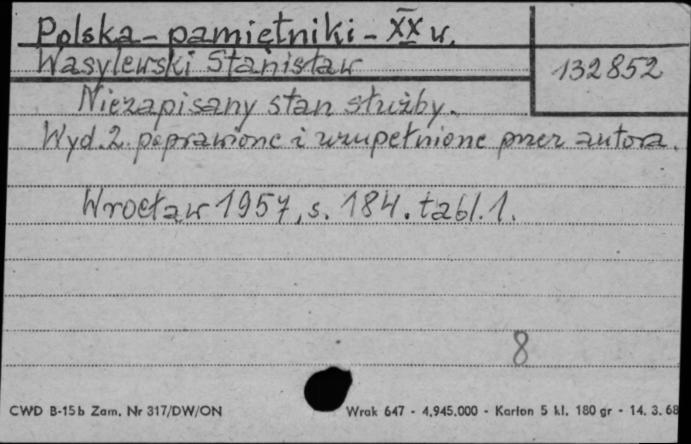 Polska - pamiętniki - XX w.
Wasylewski Stanisław
132852
Niezapisany stan służby.
Wyd. 2. poprawione i uzupełnione przez autora.
Wrocław 1957, s. 184. tabl. 1.
8
CWD B-15b Zam. Nr 317/DW/ON
Wrak 647 - 4,945.000 - Karton 5 kl. 180 gr - 14. 3. 68